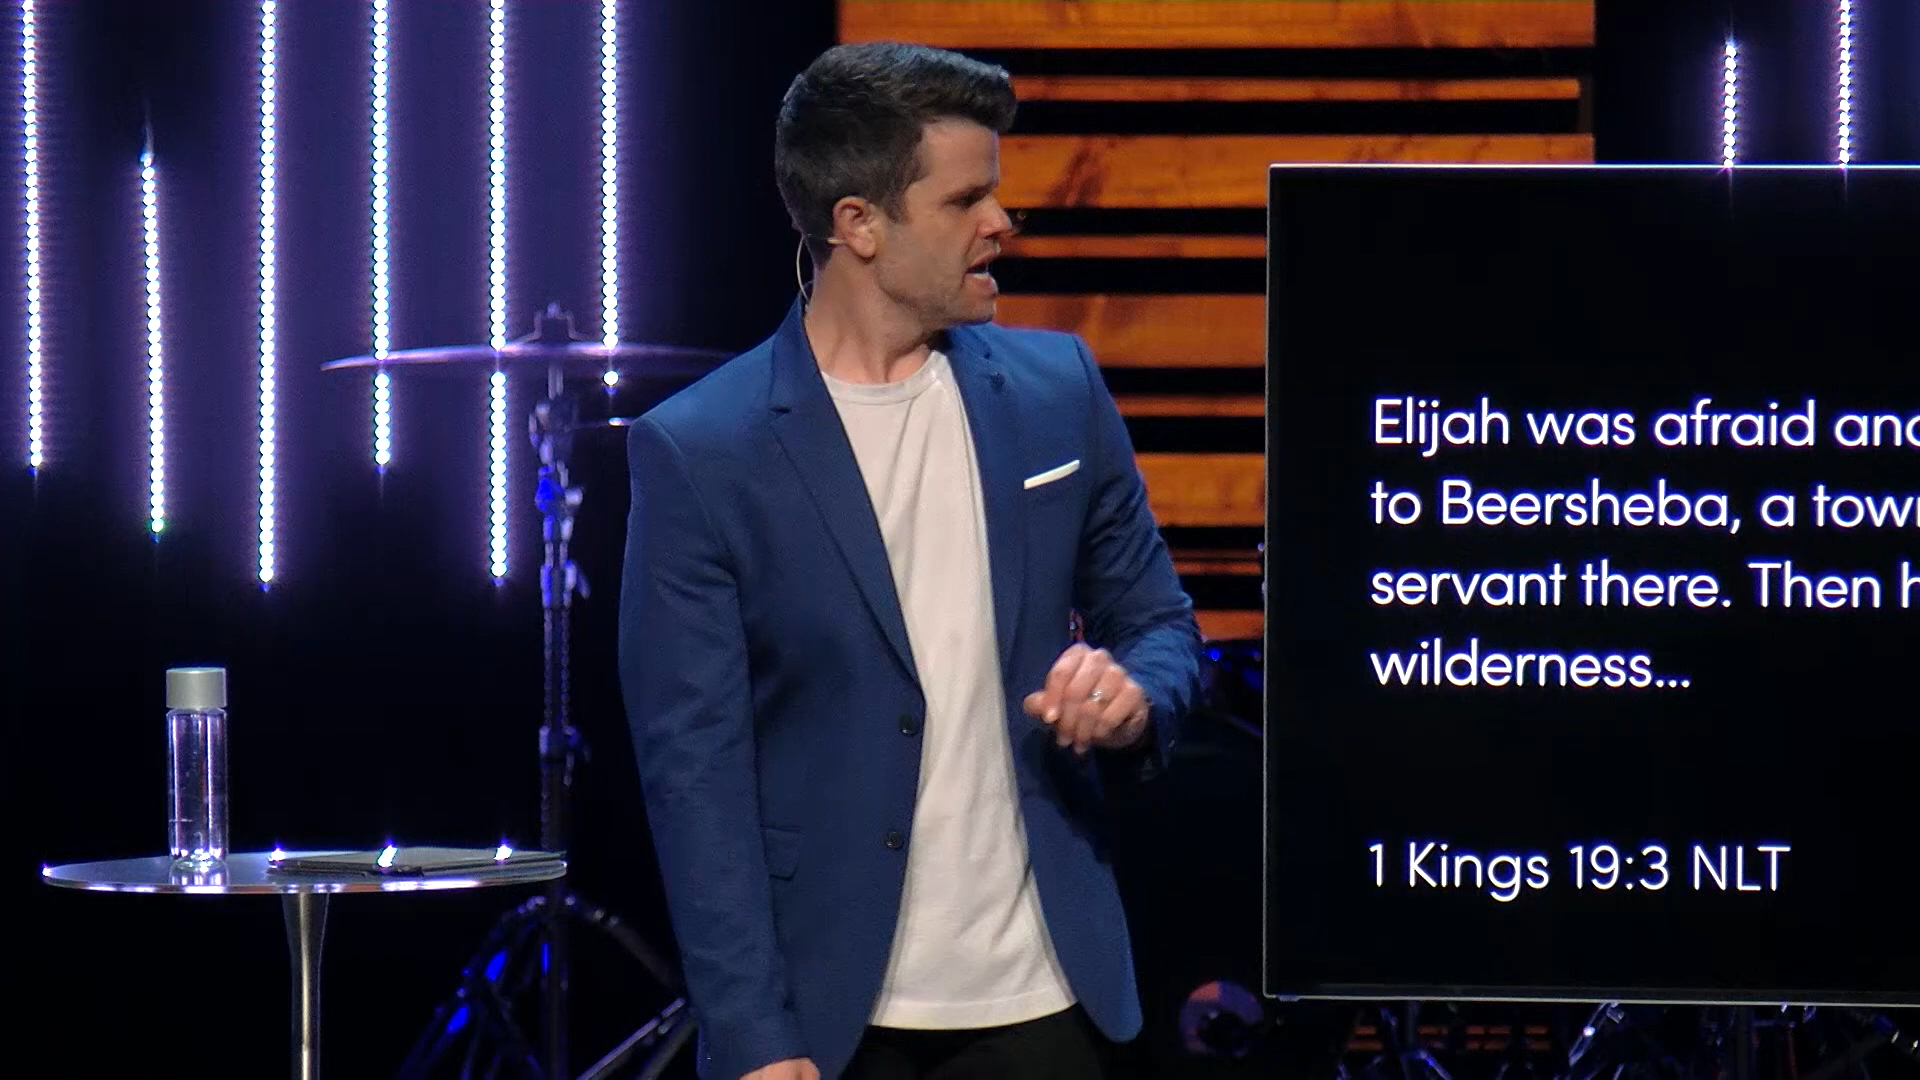 Elijah was afraid and
to Beersheba, a town
servant there. Then
wilderness...
1 Kings 19:3 NLT